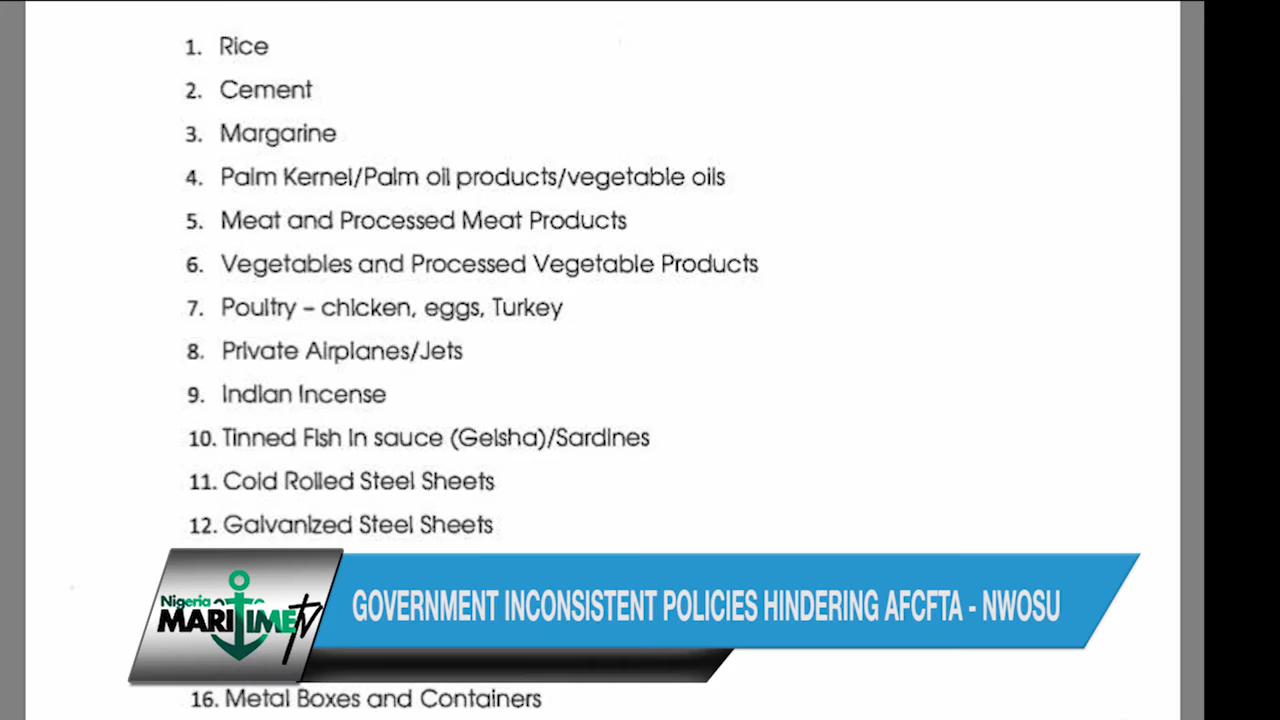 1. Rice
2. Cement
3. Margarine
4. Palm Kernel/Palm oil products/vegetable oils
5. Meat and Processed Meat Products
6. Vegetables and Processed Vegetable Products
7. Poultry – chicken, eggs, Turkey
8. Private Airplanes/Jets
9. Indian Incense
10. Tinned Fish in sauce (Geisha)/Sardines
11. Cold Rolled Steel Sheets
12. Galvanized Steel Sheets
Nigeria
MARITIME TV
GOVERNMENT INCONSISTENT POLICIES HINDERING AFCFTA - NWOSU
16. Metal Boxes and Containers